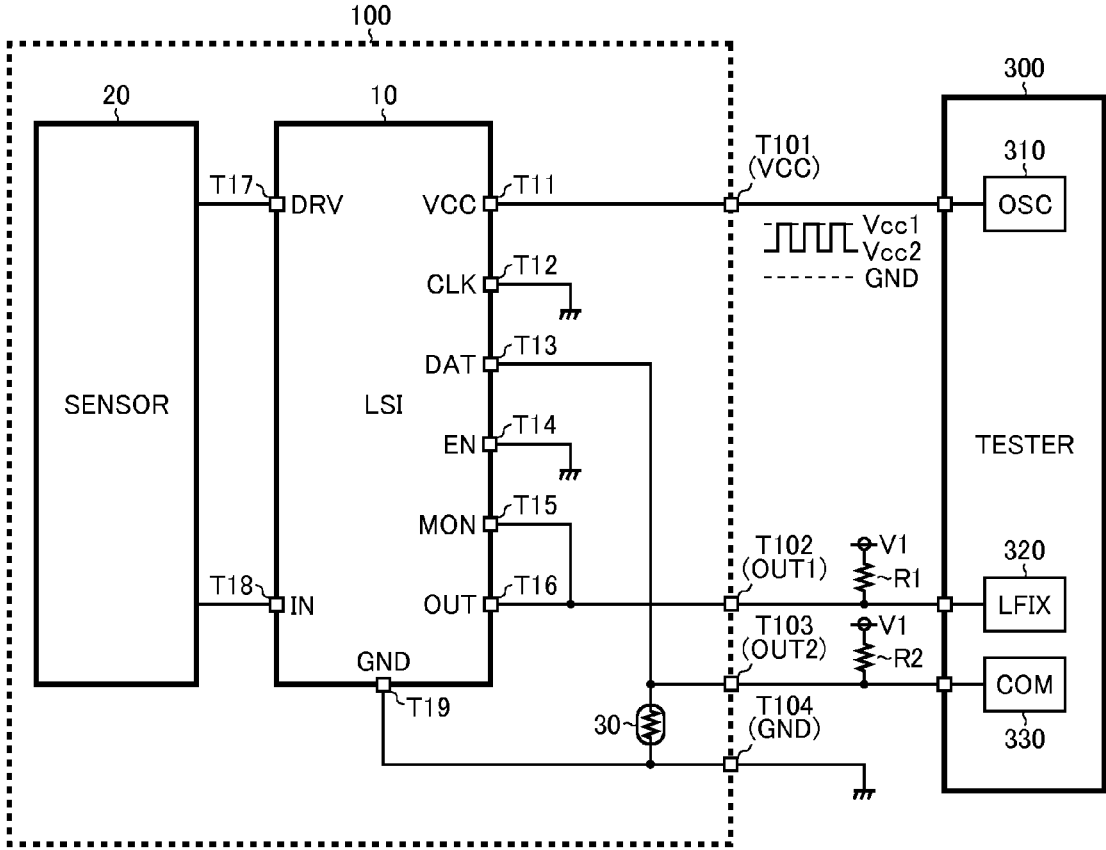 100
20
10
300
T17
DRV
VCC
T11
T101
(VCC)
310
OSC
Vcc1
Vcc2
GND
CLK
T12
DAT
T13
SENSOR
LSI
EN
T14
TESTER
MON
T15
T18
IN
OUT
T16
T102
(OUT1)
V1
R1
320
LFIX
T103
(OUT2)
V1
R2
COM
330
GND
T19
30
T104
(GND)